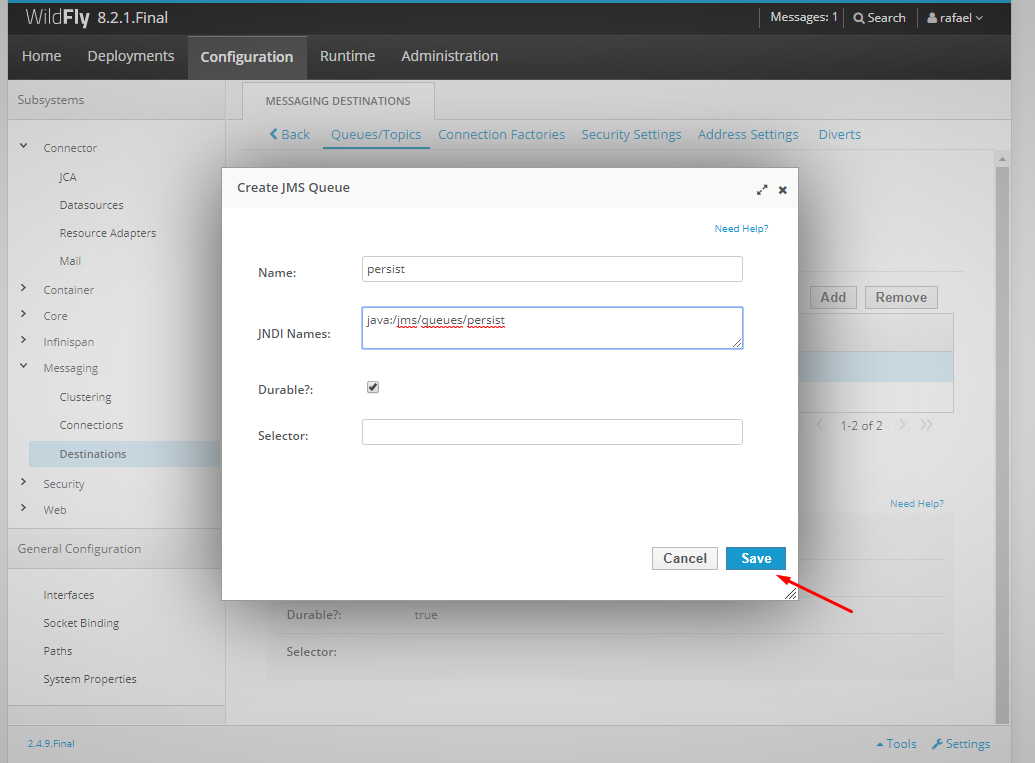 WildFly 8.2.1.Final
Messages: 1
Search
rafael
Home Deployments Configuration Runtime Administration
Subsystems
Connector
JCA
Datasources
Resource Adapters
Mail
Container
Core
Infinispan
Messaging
Clustering
Connections
Destinations
Security
Web
General Configuration
Interfaces
Socket Binding
Paths
System Properties
MESSAGING DESTINATIONS
Back Queues/Topics Connection Factories Security Settings Address Settings Diverts
Create JMS Queue
Need Help?
Name: persist
JNDI Names: java:/jms/queues/persist
Durable?:
Selector:
Cancel Save
Add Remove
1-2 of 2
Need Help?
Durable?: true
Selector:
2.4.9.Final
Tools Settings